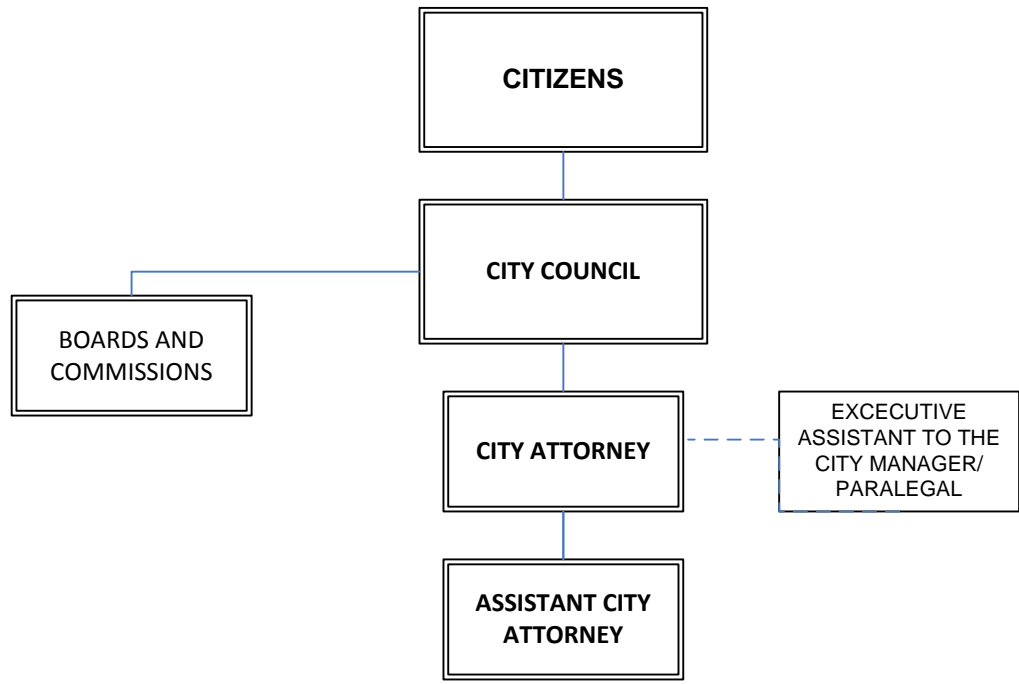 CITIZENS
CITY COUNCIL
BOARDS AND
COMMISSIONS
CITY ATTORNEY
EXCECUTIVE
ASSISTANT TO THE
CITY MANAGER/
PARALEGAL
ASSISTANT CITY
ATTORNEY